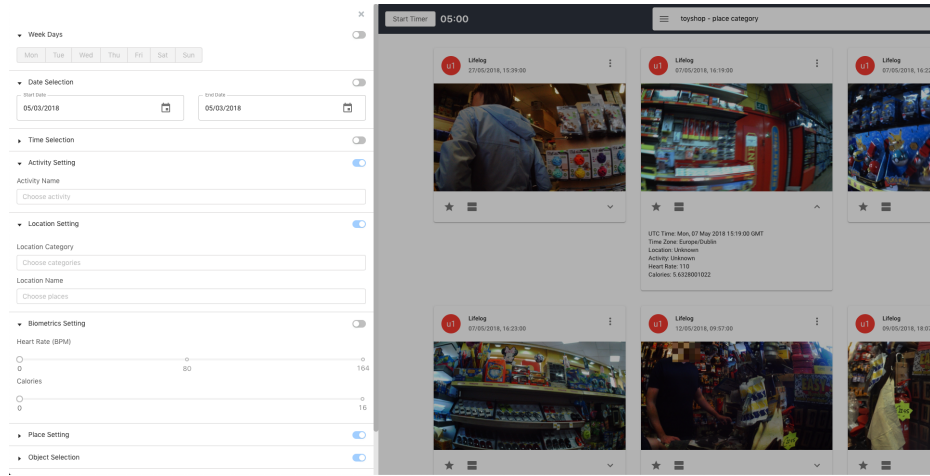 Week Days
Mon Tue Wed Thu Fri Sat Sun
Date Selection
Start Date
05/03/2018
End Date
05/03/2018
Time Selection
Activity Setting
Activity Name
Choose activity
Location Setting
Location Category
Choose categories
Location Name
Choose places
Biometrics Setting
Heart Rate (BPM)
0 80 164
Calories
0 16
Place Setting
Object Selection
Start Timer 05:00
toyshop - place category
u1 Lifelog
27/05/2018, 15:39:00
u1 Lifelog
07/05/2018, 16:19:00
u1 Lifelog
07/05/2018, 16:2
UTC Time: Mon, 07 May 2018 15:19:00 GMT
Time Zone: Europe/Dublin
Location: Unknown
Activity: Unknown
Heart Rate: 110
Calories: 5.6328001022
u1 Lifelog
07/05/2018, 16:23:00
u1 Lifelog
12/05/2018, 09:57:00
u1 Lifelog
09/05/2018, 18:07